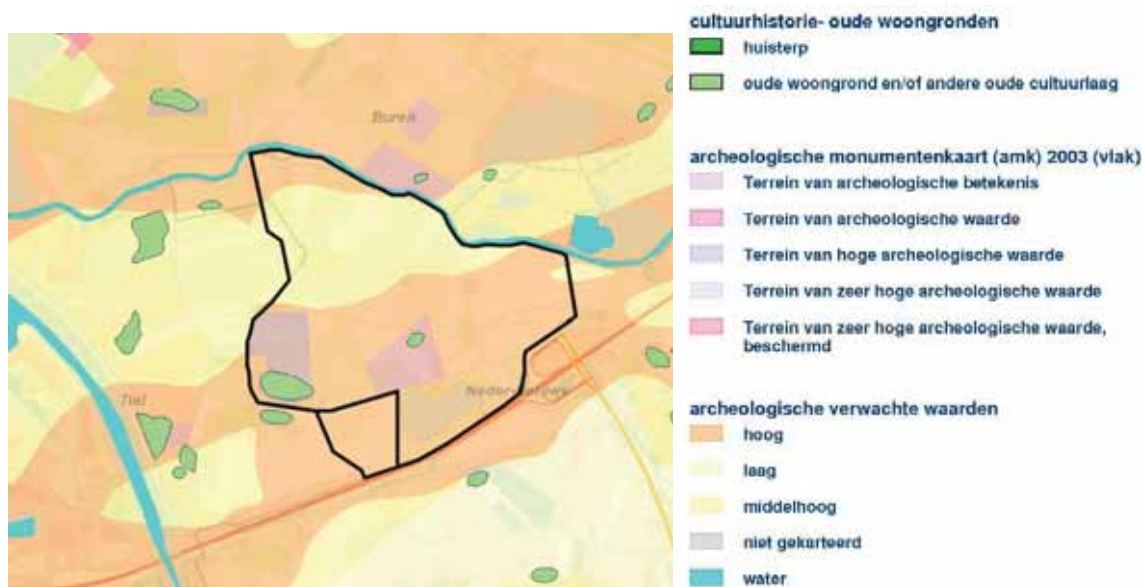 Buren
Tiel
cultuurhistorie- oude woongronden
huisterp
oude woongrond en/of andere oude cultuurlaag
archeologische monumentenkaart (amk) 2003 (vlak)
Terrein van archeologische betekenis
Terrein van archeologische waarde
Terrein van hoge archeologische waarde
Terrein van zeer hoge archeologische waarde
Terrein van zeer hoge archeologische waarde,
beschermd
archeologische verwachte waarden
hoog
laag
middelhoog
niet gekarteerd
water